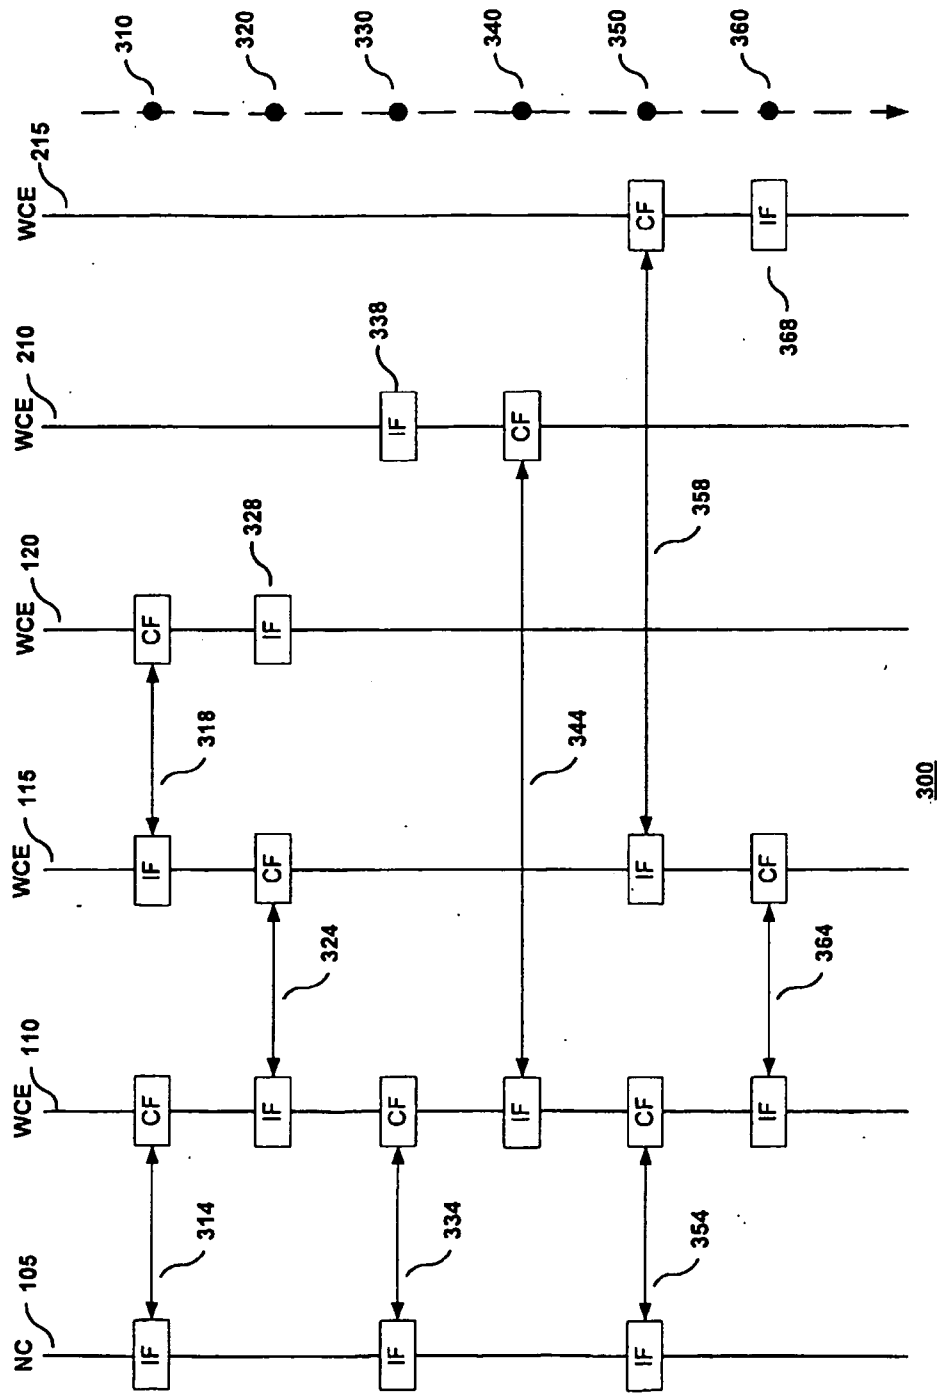 NC 105
WCE 110
WCE 115
WCE 120
WCE 210
WCE 215
IF
CF
IF
CF
310
314
318
IF
CF
IF
328
320
324
IF
CF
IF
338
330
334
IF
CF
340
344
IF
CF
IF
CF
350
354
358
IF
CF
IF
360
364
368
300